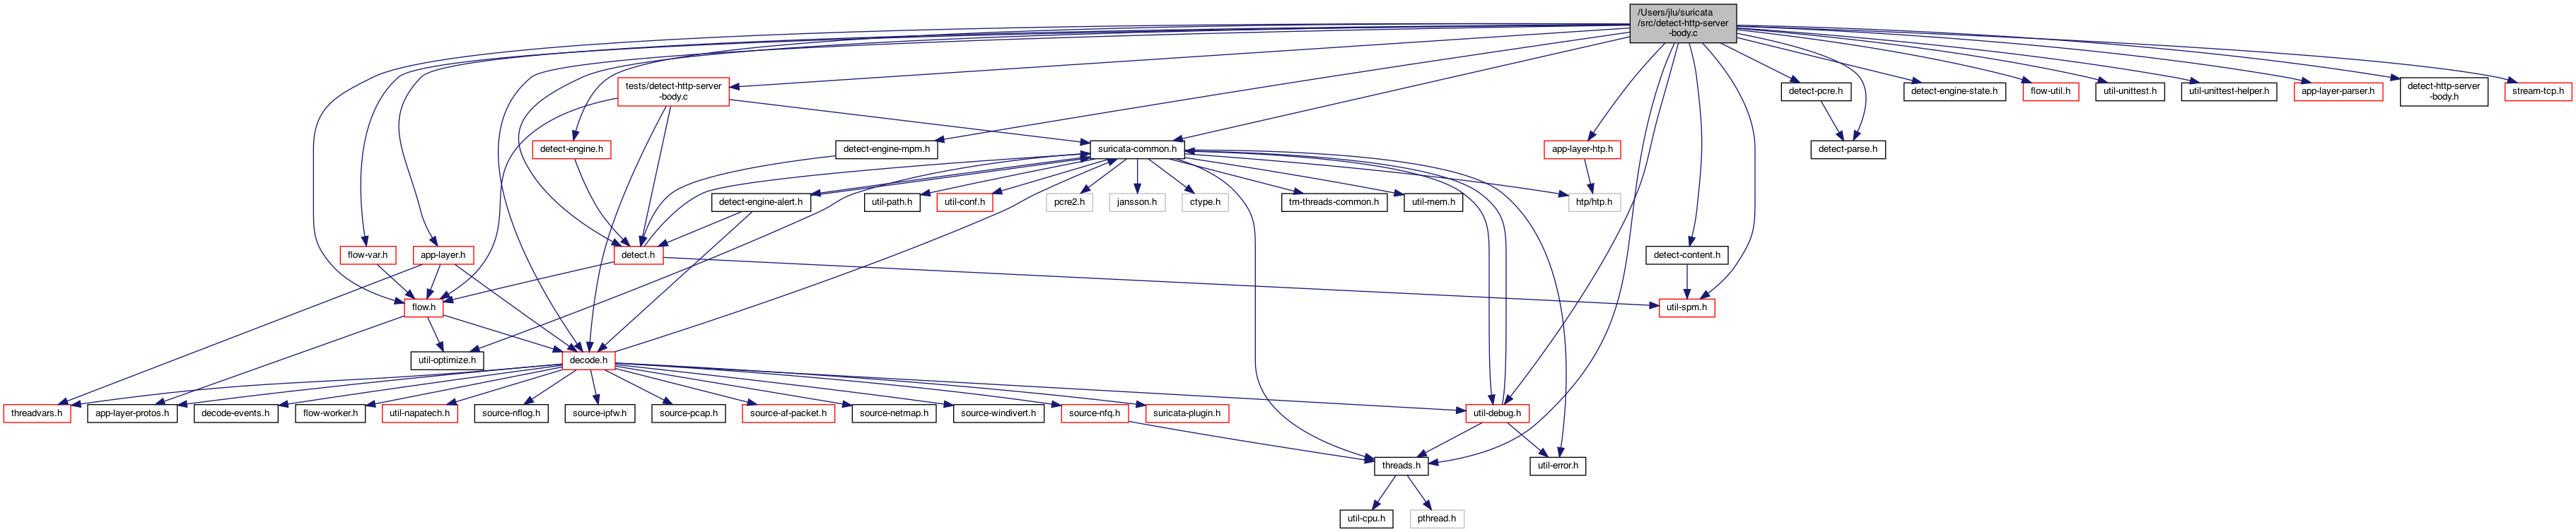 /Users/jlu/suricata
/src/detect-http-server
-body.c
tests/detect-http-server
-body.c
detect-pcre.h
detect-engine-state.h
flow-util.h
util-unittest.h
util-unittest-helper.h
app-layer-parser.h
detect-http-server
-body.h
stream-tcp.h
detect-engine.h
detect-engine-mpm.h
suricata-common.h
app-layer-htp.h
detect-parse.h
detect-engine-alert.h
util-path.h
util-conf.h
pcre2.h
jansson.h
ctype.h
tm-threads-common.h
util-mem.h
htp/htp.h
flow-var.h
app-layer.h
detect.h
detect-content.h
flow.h
util-spm.h
util-optimize.h
decode.h
threadvars.h
app-layer-protos.h
decode-events.h
flow-worker.h
util-napatech.h
source-nflog.h
source-ipfw.h
source-pcap.h
source-af-packet.h
source-netmap.h
source-windivert.h
source-nfq.h
suricata-plugin.h
util-debug.h
threads.h
util-error.h
util-cpu.h
pthread.h